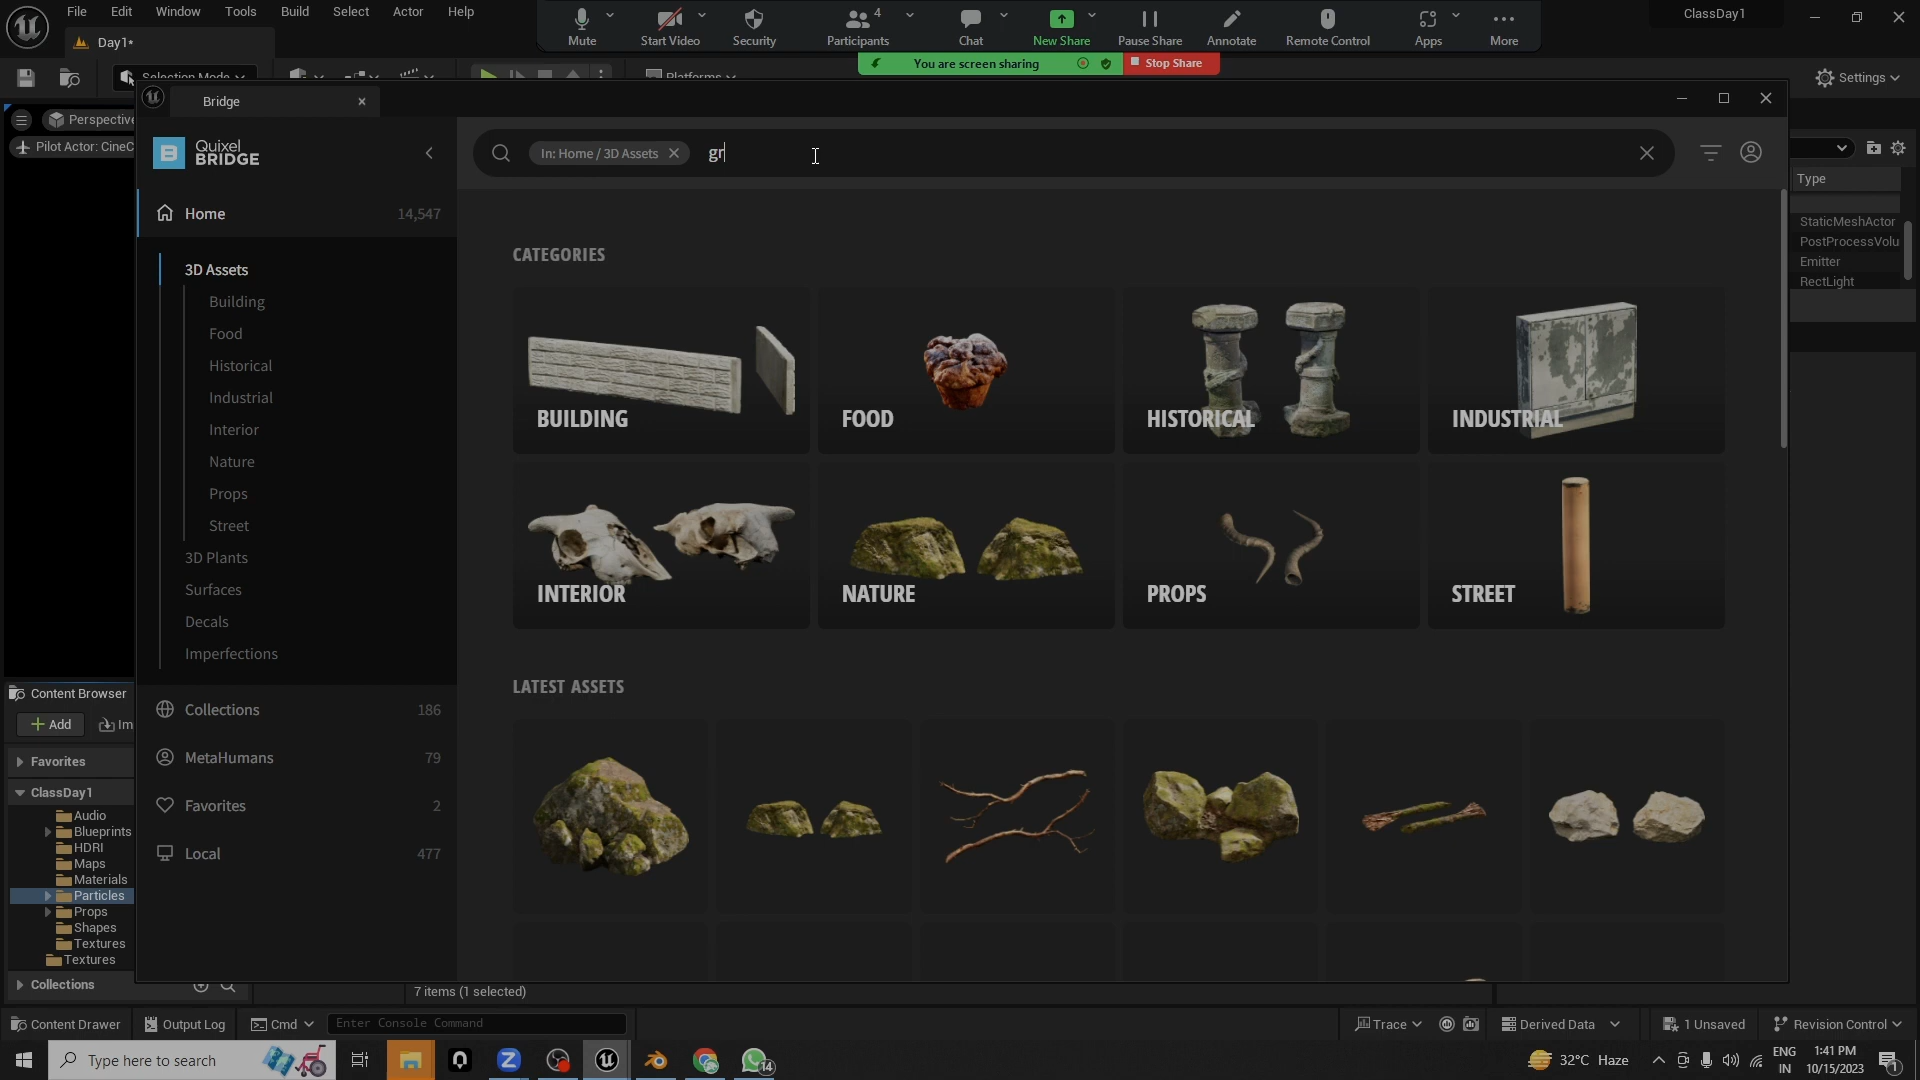 File Edit Window Tools Build Select Actor Help
ClassDay1
Mute Start Video Security Participants 4 Chat New Share Pause Share Annotate Remote Control Apps More
Day1*
You are screen sharing Stop Share
Selection Mode Platforms Settings
Bridge
Perspective
Pilot Actor: CineC
Quixel
BRIDGE
In: Home / 3D Assets gr
Type
Home 14,547
StaticMeshActor
PostProcessVolu
Emitter
RectLight
3D Assets
Building
Food
Historical
Industrial
Interior
Nature
Props
Street
3D Plants
Surfaces
Decals
Imperfections
Collections 186
MetaHumans 79
Favorites 2
Local 477
CATEGORIES
BUILDING FOOD HISTORICAL INDUSTRIAL
INTERIOR NATURE PROPS STREET
LATEST ASSETS
Content Browser
Add Im
Favorites
ClassDay1
Audio
Blueprints
HDRI
Maps
Materials
Particles
Props
Shapes
Textures
Textures
Collections
7 items (1 selected)
Content Drawer Output Log Cmd Enter Console Command Trace Derived Data 1 Unsaved Revision Control
Type here to search 14 32°C Haze ENG
IN 1:41 PM
10/15/2023 1